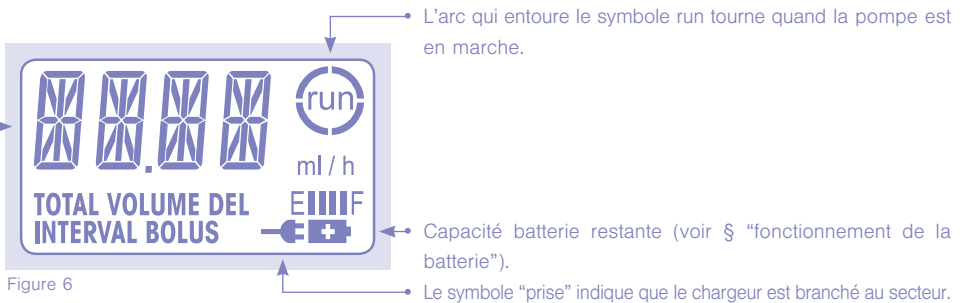 L'arc qui entoure le symbole run tourne quand la pompe est
en marche.
run
ml / h
TOTAL VOLUME DEL
E F
INTERVAL BOLUS
Capacité batterie restante (voir § “fonctionnement de la
batterie”).
Figure 6
Le symbole “prise” indique que le chargeur est branché au secteur.